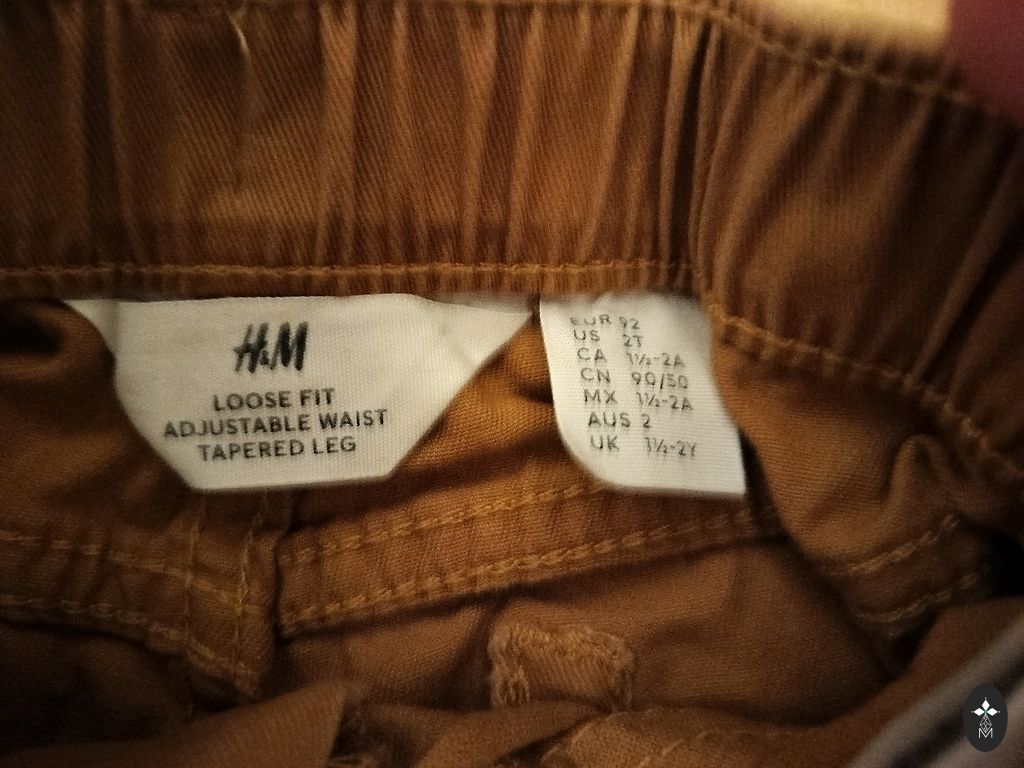 H&M
LOOSE FIT
ADJUSTABLE WAIST
TAPERED LEG
EUR 92
US 2T
CA 1½-2A
CN 90/50
MX 1½-2A
AUS 2
UK 1½-2Y
M